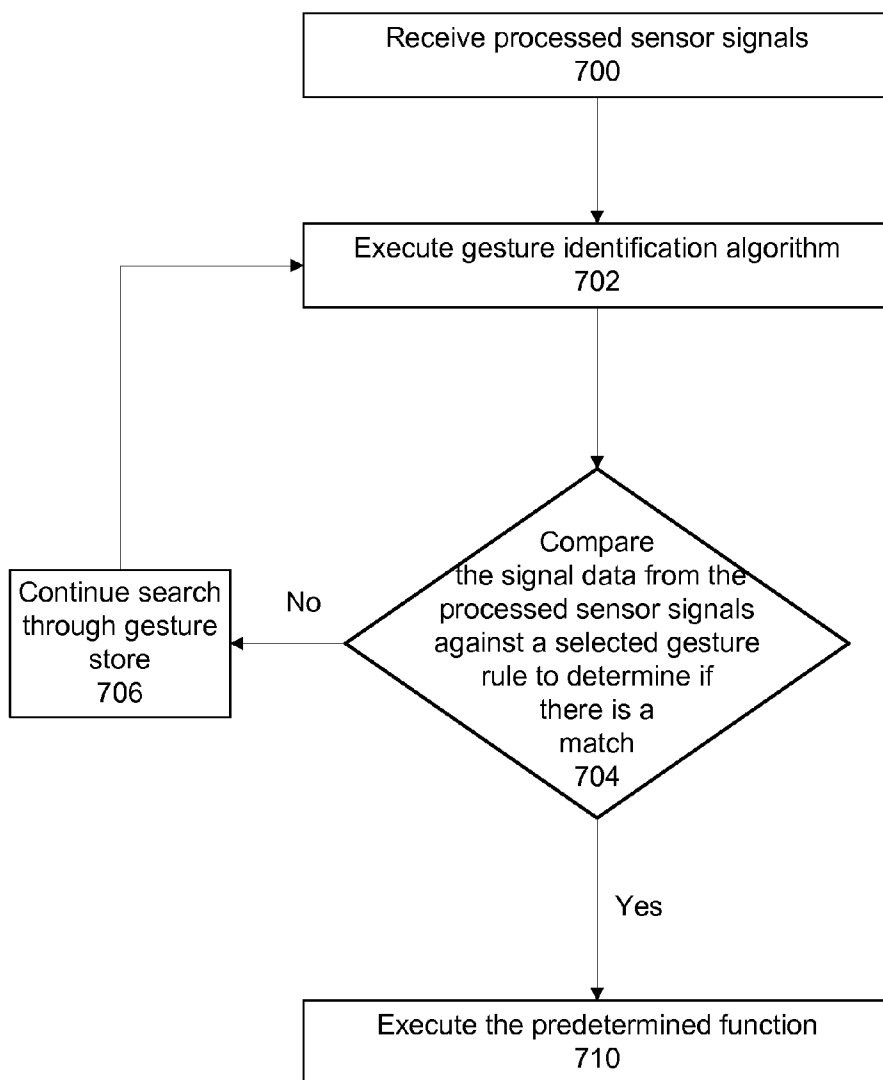 Receive processed sensor signals
700
Execute gesture identification algorithm
702
Compare
the signal data from the
processed sensor signals
against a selected gesture
rule to determine if
there is a
match
704
No
Continue search
through gesture
store
706
Yes
Execute the predetermined function
710